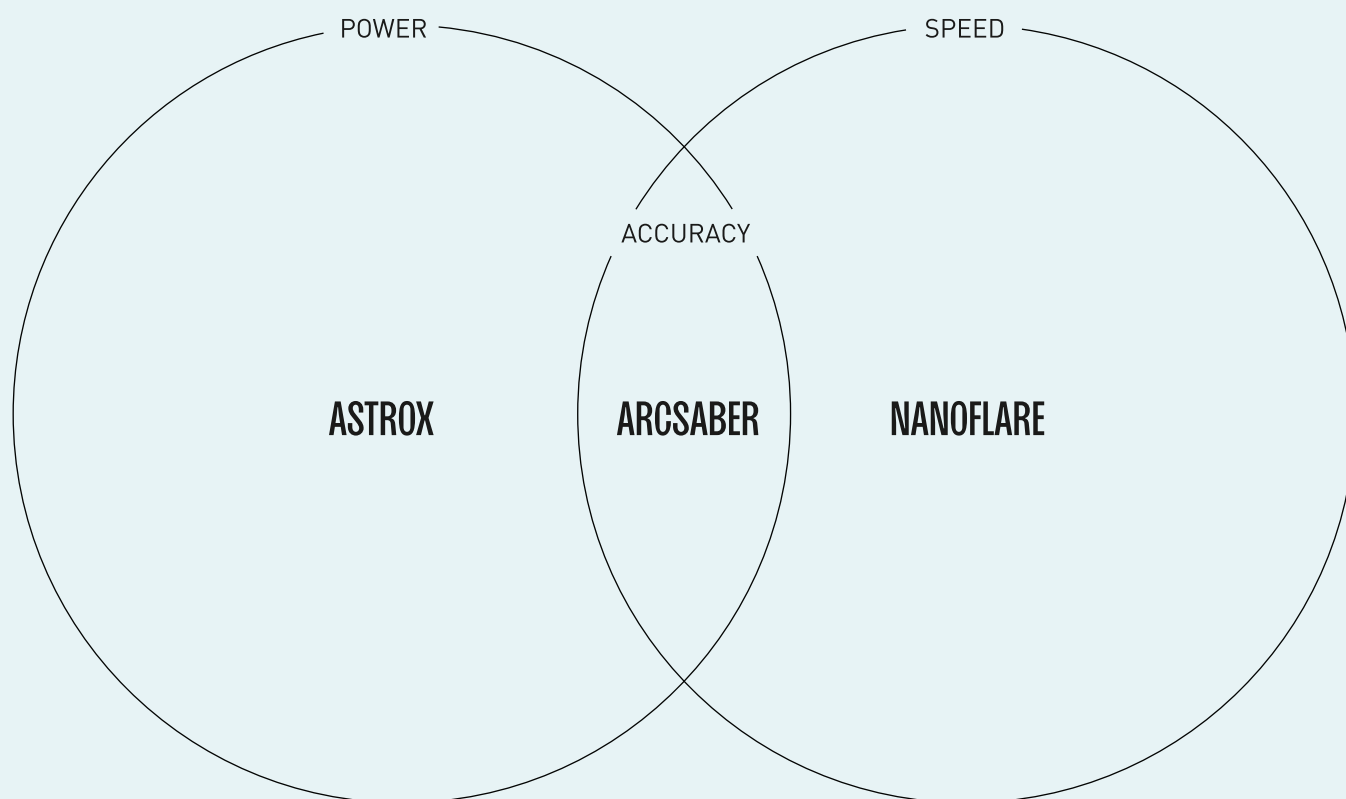 POWER
SPEED
ACCURACY
ASTROX
ARCSABER
NANOFLARE